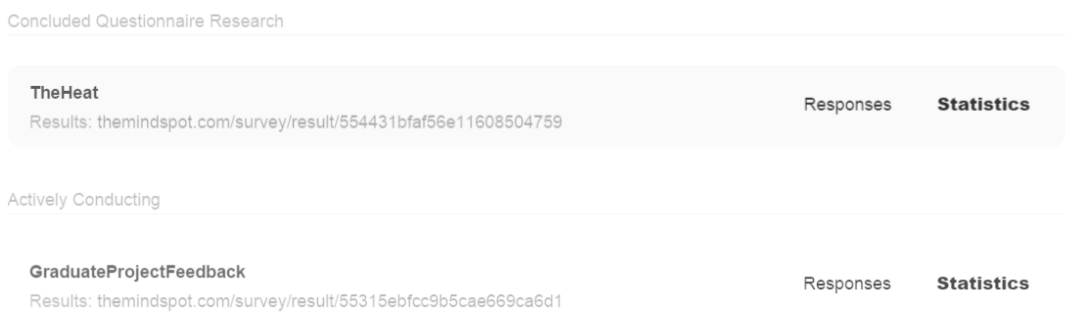 Concluded Questionnaire Research
TheHeat
Responses
Statistics
Results: themindspot.com/survey/result/554431bfaf56e11608504759
Actively Conducting
GraduateProjectFeedback
Responses
Statistics
Results: themindspot.com/survey/result/55315ebfcc9b5cae669ca6d1